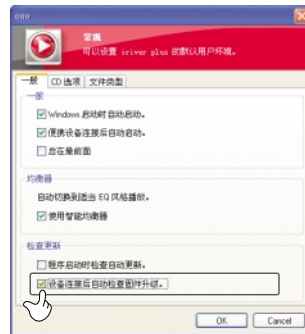 常规
可以设置 iriver plus 的默认用户环境。
一般 CD 选项 文件类型
一般
Windows 启动时自动启动。
便携设备连接后自动启动。
总在最前面
均衡器
自动切换到适当 EQ 风格播放。
使用智能均衡器
检查更新
程序启动时检查自动更新。
设备连接后自动检查固件升级。
OK Cancel